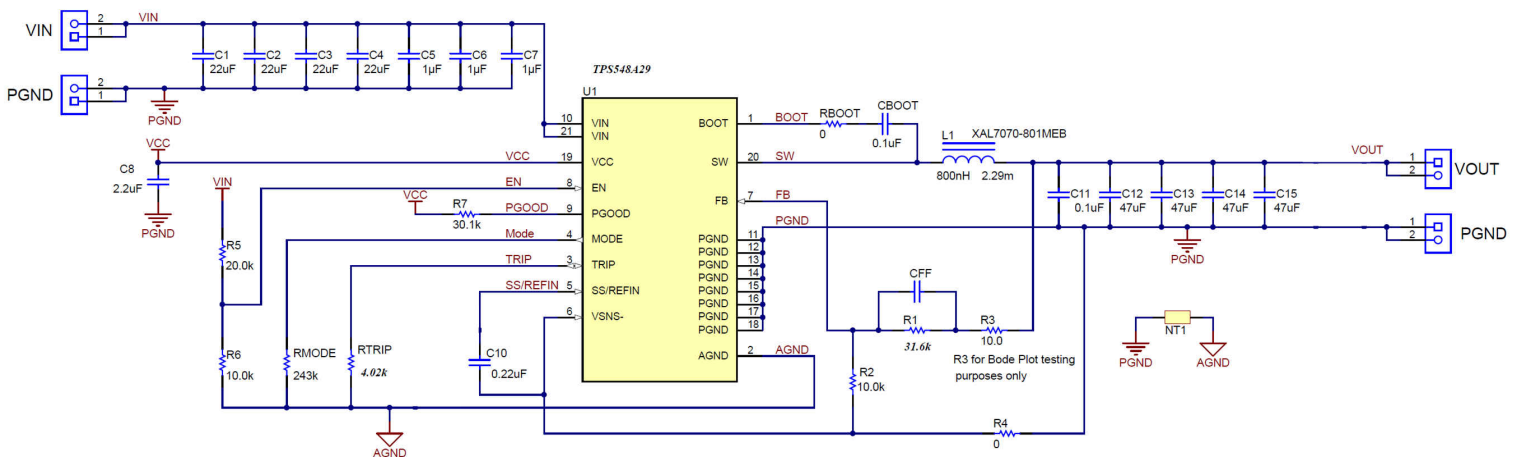 VIN
2
1
VIN
PGND
2
1
PGND
C1
22uF
C2
22uF
C3
22uF
C4
22uF
C5
1µF
C6
1µF
C7
1µF
TPS548A29
U1
10
VIN
21
VIN
VCC
19
VCC
EN
8
EN
PGOOD
9
PGOOD
Mode
4
MODE
TRIP
3
TRIP
SS/REFIN
5
SS/REFIN
6
VSNS-
BOOT
1
BOOT
SW
20
SW
FB
7
FB
PGND
PGND
11
PGND
12
PGND
13
PGND
14
PGND
15
PGND
16
PGND
17
PGND
18
AGND
2
AGND
VCC
C8
2.2uF
PGND
VIN
R5
20.0k
R6
10.0k
VCC
R7
30.1k
RMODE
243k
RTRIP
4.02k
AGND
C10
0.22uF
RBOOT
0
CBOOT
0.1uF
L1
XAL7070-801MEB
800nH
2.29m
C11
0.1uF
C12
47uF
C13
47uF
C14
47uF
C15
47uF
VOUT
1
2
VOUT
1
2
PGND
PGND
CFF
R1
31.6k
R3
10.0
R3 for Bode Plot testing
purposes only
R2
10.0k
R4
0
NT1
PGND
AGND